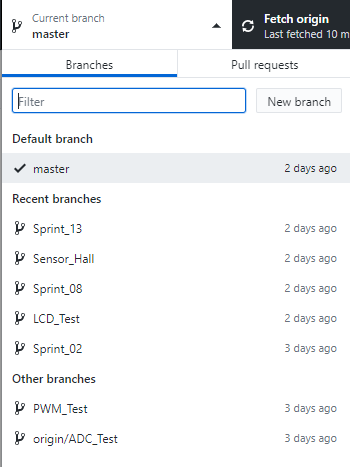 Current branch
master
Fetch origin
Last fetched 10 m
Branches
Pull requests
Filter
New branch
Default branch
master 2 days ago
Recent branches
Sprint_13 2 days ago
Sensor_Hall 2 days ago
Sprint_08 2 days ago
LCD_Test 2 days ago
Sprint_02 3 days ago
Other branches
PWM_Test 3 days ago
origin/ADC_Test 3 days ago